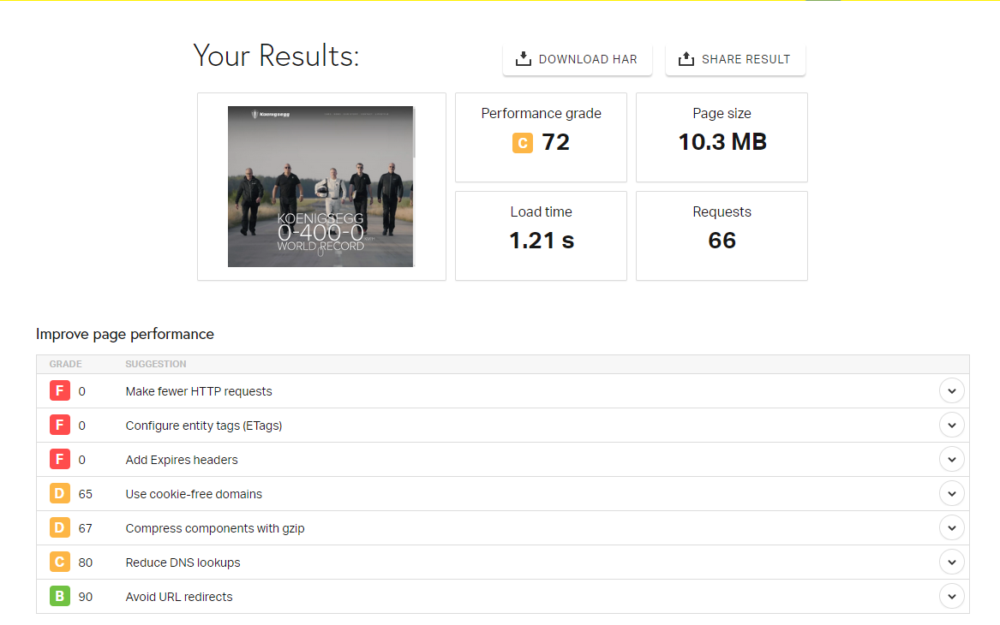 Your Results:
DOWNLOAD HAR
SHARE RESULT
Koenigsegg
KOENIGSEGG
0-400-0
WORLD RECORD
Performance grade
C 72
Page size
10.3 MB
Load time
1.21 s
Requests
66
Improve page performance
GRADE SUGGESTION
F 0 Make fewer HTTP requests
F 0 Configure entity tags (ETags)
F 0 Add Expires headers
D 65 Use cookie-free domains
D 67 Compress components with gzip
C 80 Reduce DNS lookups
B 90 Avoid URL redirects